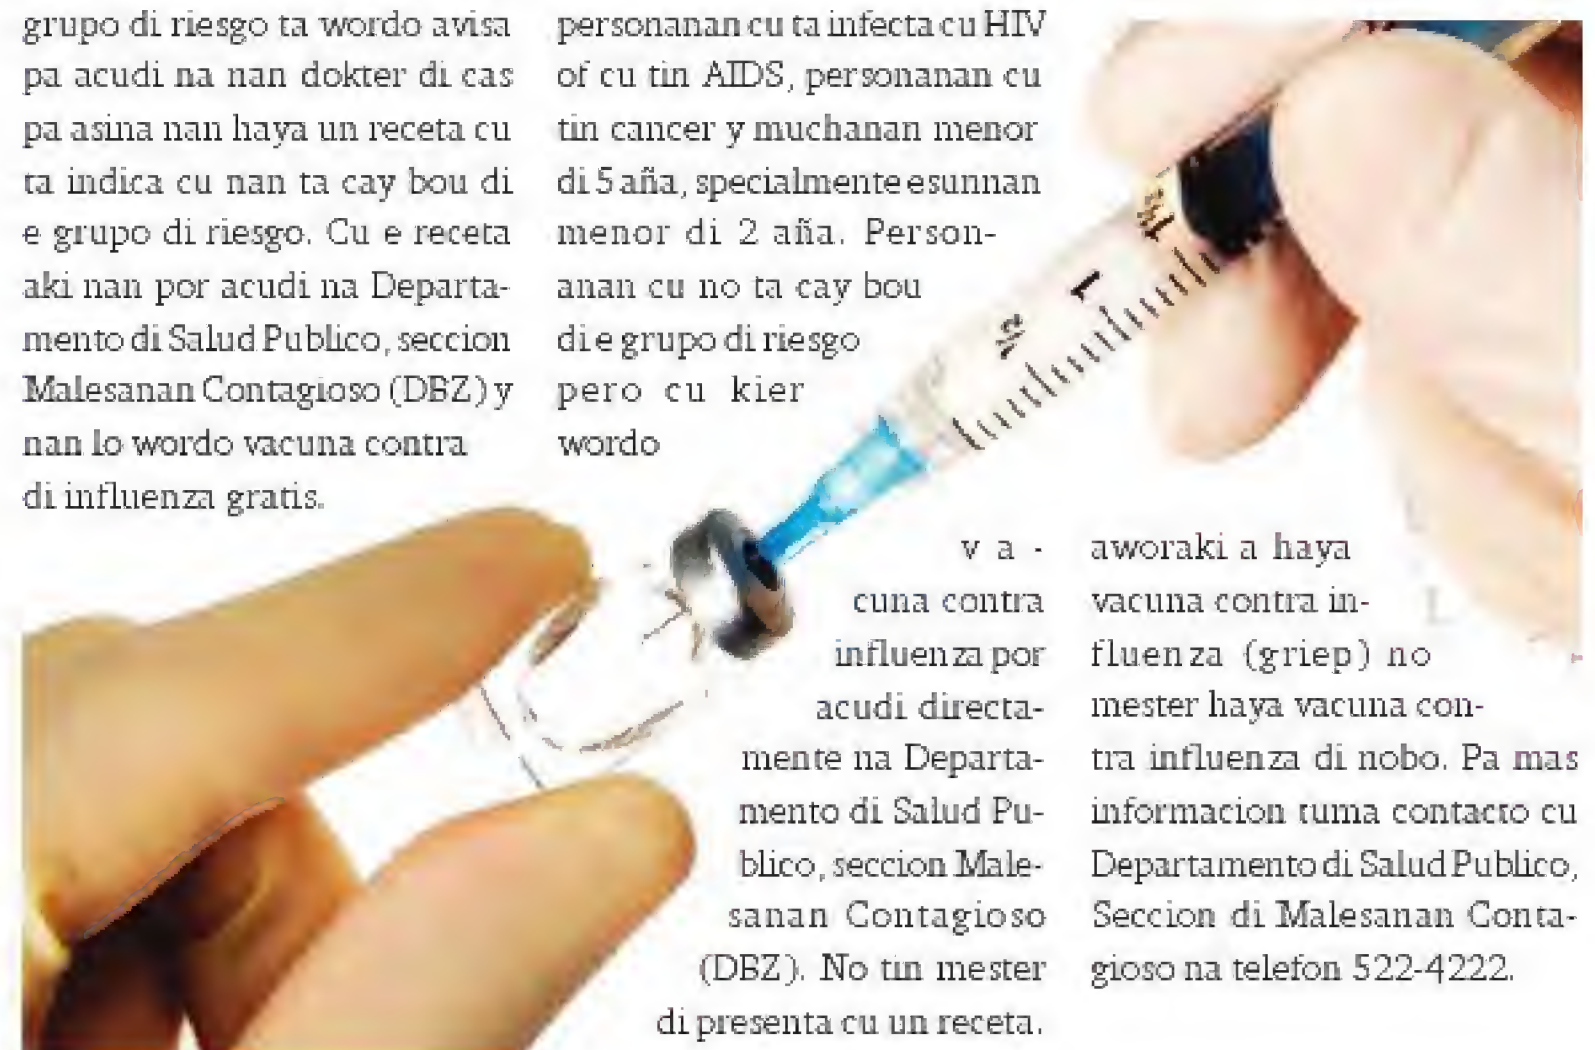 grupo di riesgo ta wordo avisa
pa acudi na nan dokter di cas
pa asina nan haya un receta cu
ta indica cu nan ta cay bou di
e grupo di riesgo. Cu e receta
aki nan por acudi na Departa-
mento di Salud Publico, seccion
Malesanan Contagioso (DBZ) y
nan lo wordo vacuna contra
di influenza gratis.
personanan cu ta infecta cu HIV
of cu tin AIDS, personanan cu
tin cancer y muchanan menor
di 5 aña, specialmente esunnan
menor di 2 aña. Person-
anan cu no ta cay bou
di e grupo di riesgo
pero cu kier
wordo
va-
cuna contra
influenza por
acudi directa-
mente na Departa-
mento di Salud Pu-
blico, seccion Male-
sanan Contagioso
(DBZ). No tin mester
di presenta cu un receta.
aworaki a haya
vacuna contra in-
fluenza (griep) no
mester haya vacuna con-
tra influenza di nobo. Pa mas
informacion tuma contacto cu
Departamento di Salud Publico,
Seccion di Malesanan Conta-
gioso na telefon 522-4222.